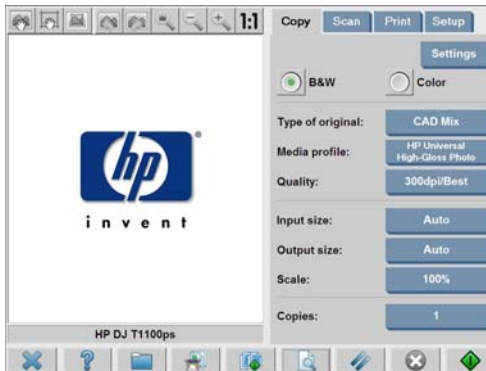 1:1
Copy
Scan
Print
Setup
Settings
B&W
Color
Type of original:
CAD Mix
Media profile:
HP Universal
High-Gloss Photo
Quality:
300dpi/Best
Input size:
Auto
Output size:
Auto
Scale:
100%
Copies:
1
hp
®
invent
HP DJ T1100ps
?